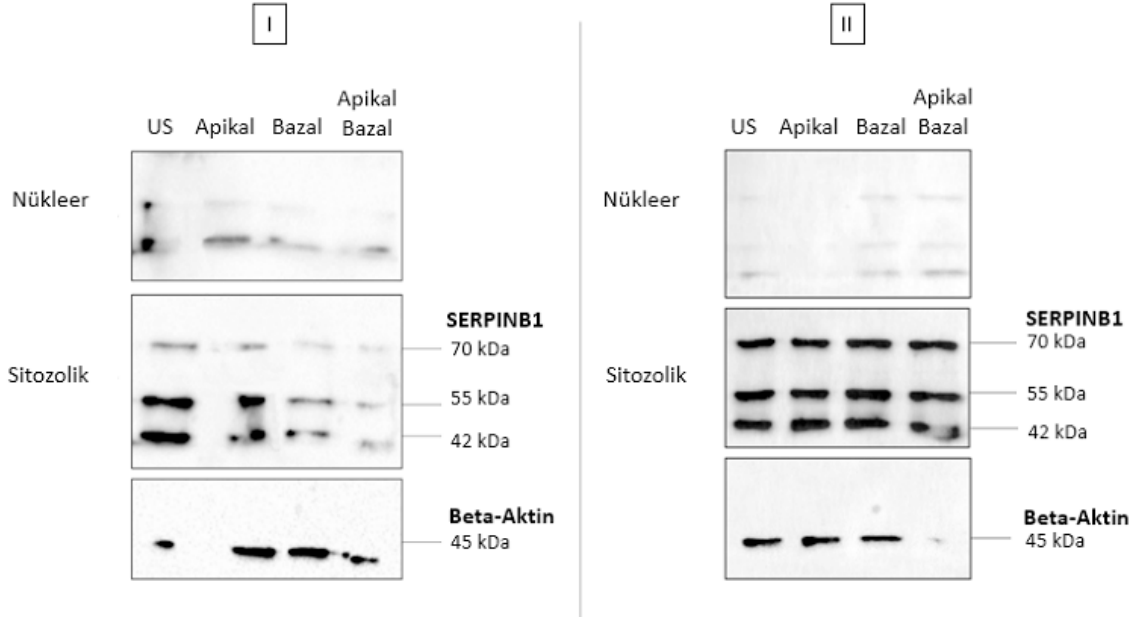 I
US Apikal Bazal Apikal Bazal
Nükleer
Sitozolik
SERPINB1
70 kDa
55 kDa
42 kDa
Beta-Aktin
45 kDa
II
US Apikal Bazal Apikal Bazal
Nükleer
Sitozolik
SERPINB1
70 kDa
55 kDa
42 kDa
Beta-Aktin
45 kDa